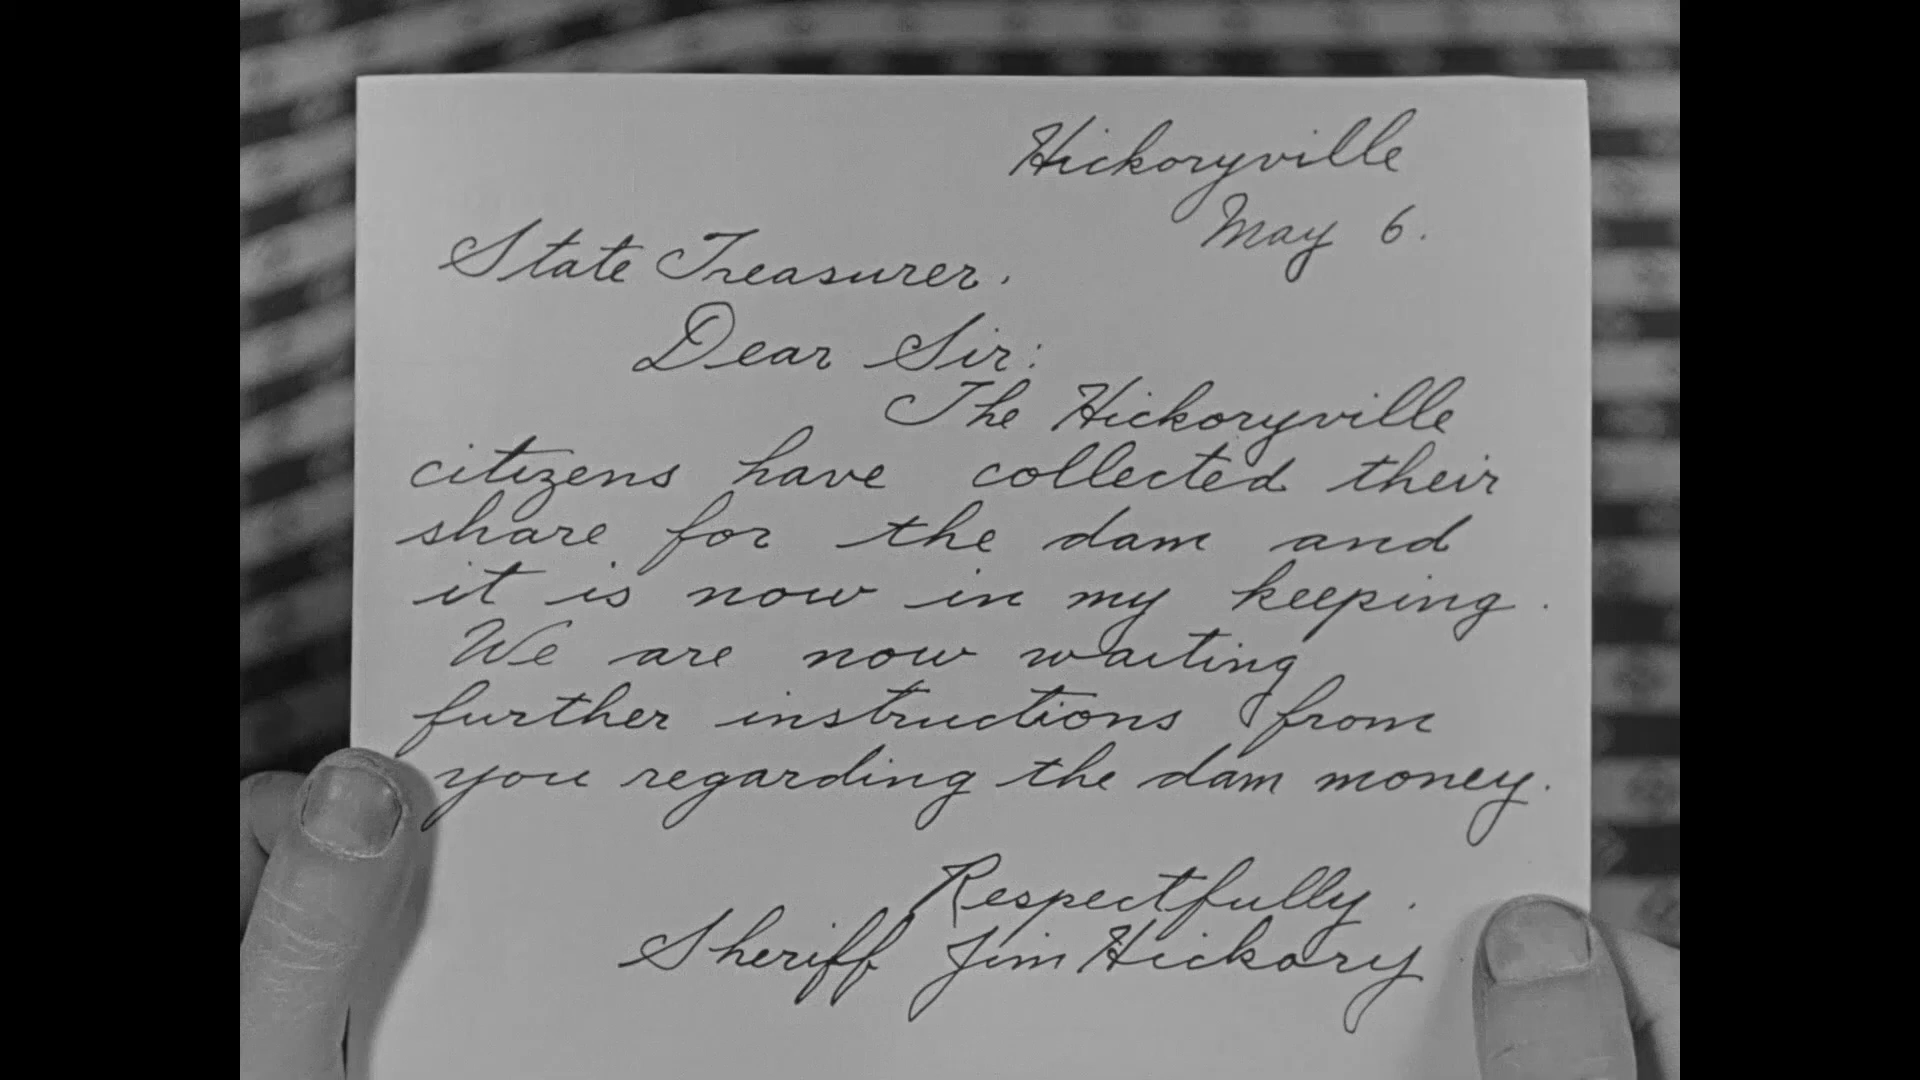 Hickoryville
May 6.
State Treasurer.
Dear Sir:
The Hickoryville
citizens have collected their
share for the dam and
it is now in my keeping.
We are now waiting
further instructions from
you regarding the dam money.
Respectfully.
Sheriff Jim Hickory